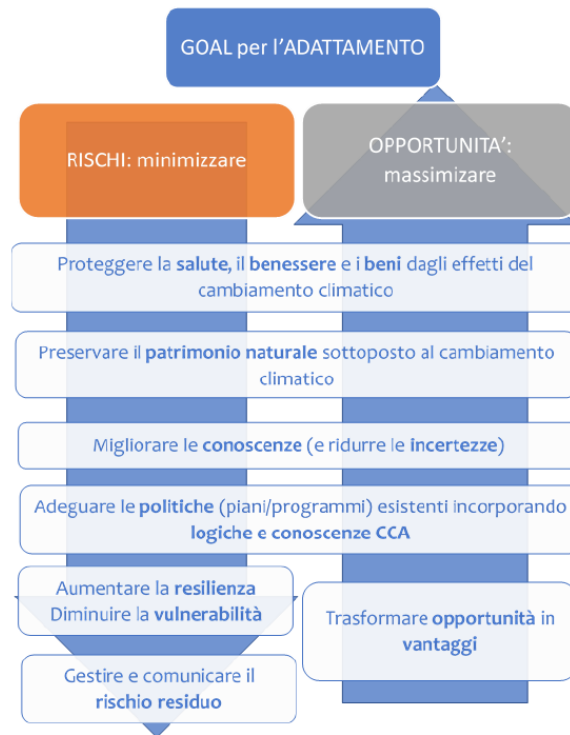 GOAL per l'ADATTAMENTO
RISCHI: minimizzare
OPPORTUNITA':
massimizare
Proteggere la salute, il benessere e i beni dagli effetti del
cambiamento climatico
Preservare il patrimonio naturale sottoposto al cambiamento
climatico
Migliorare le conoscenze (e ridurre le incertezze)
Adeguare le politiche (piani/programmi) esistenti incorporando
logiche e conoscenze CCA
Aumentare la resilienza
Diminuire la vulnerabilità
Trasformare opportunità in
vantaggi
Gestire e comunicare il
rischio residuo